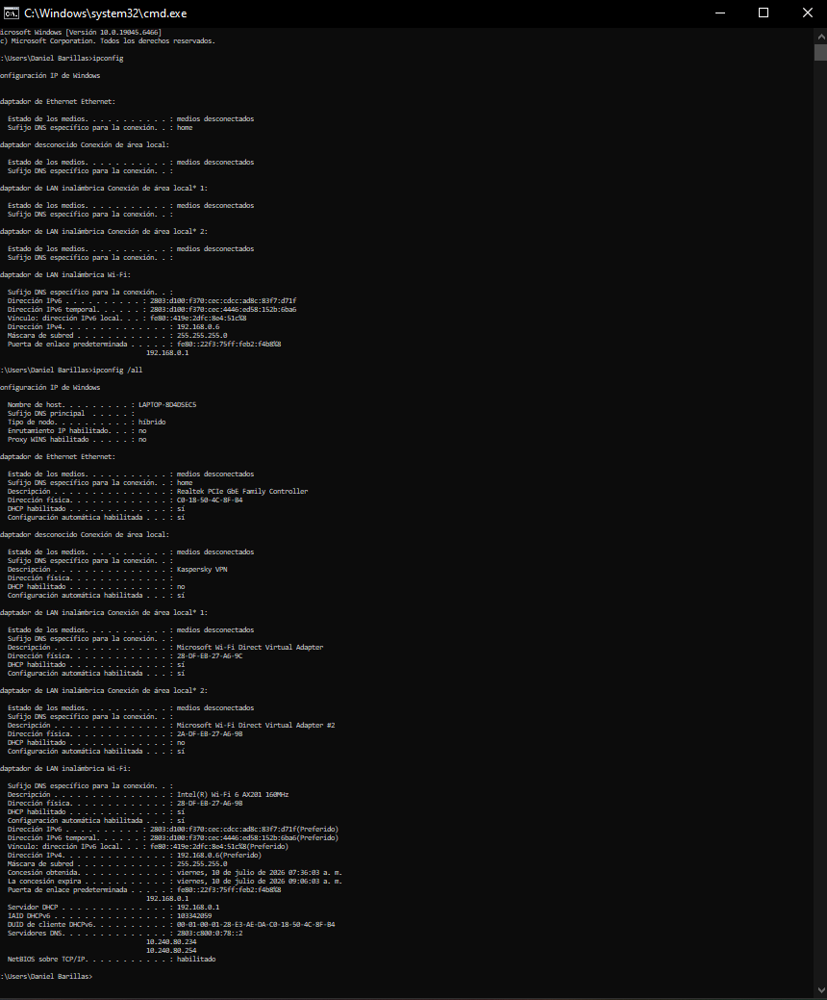 C:\Windows\system32\cmd.exe
icrosoft Windows [Versión 10.0.19045.6466]
c) Microsoft Corporation. Todos los derechos reservados.
:\Users\Daniel Barillas>ipconfig
onfiguración IP de Windows
daptador de Ethernet Ethernet:
Estado de los medios. . . . . . . . . . . : medios desconectados
Sufijo DNS específico para la conexión. . : home
daptador desconocido Conexión de área local:
Estado de los medios. . . . . . . . . . . : medios desconectados
Sufijo DNS específico para la conexión. . :
daptador de LAN inalámbrica Conexión de área local* 1:
Estado de los medios. . . . . . . . . . . : medios desconectados
Sufijo DNS específico para la conexión. . :
daptador de LAN inalámbrica Conexión de área local* 2:
Estado de los medios. . . . . . . . . . . : medios desconectados
Sufijo DNS específico para la conexión. . :
daptador de LAN inalámbrica Wi-Fi:
Sufijo DNS específico para la conexión. . :
Dirección IPv6 . . . . . . . . . . : 2803:d100:f370:cec:cdcc:ad8c:83f7:d71f
Dirección IPv6 temporal. . . . . . : 2803:d100:f370:cec:4446:ed58:152b:6ba6
Vínculo: dirección IPv6 local. . . : fe80::419e:2dfc:8e4:51c%8
Dirección IPv4. . . . . . . . . . . . . . : 192.168.0.6
Máscara de subred . . . . . . . . . . . . : 255.255.255.0
Puerta de enlace predeterminada . . . . . : fe80::22f3:75ff:feb2:f4b8%8
192.168.0.1
:\Users\Daniel Barillas>ipconfig /all
onfiguración IP de Windows
Nombre de host. . . . . . . . . : LAPTOP-8D4DSEC5
Sufijo DNS principal . . . . . :
Tipo de nodo. . . . . . . . . . : híbrido
Enrutamiento IP habilitado. . . : no
Proxy WINS habilitado . . . . . : no
daptador de Ethernet Ethernet:
Estado de los medios. . . . . . . . . . . : medios desconectados
Sufijo DNS específico para la conexión. . : home
Descripción . . . . . . . . . . . . . . . : Realtek PCIe GbE Family Controller
Dirección física. . . . . . . . . . . . . : C0-18-50-4C-8F-B4
DHCP habilitado . . . . . . . . . . . . . : sí
Configuración automática habilitada . . . : sí
daptador desconocido Conexión de área local:
Estado de los medios. . . . . . . . . . . : medios desconectados
Sufijo DNS específico para la conexión. . :
Descripción . . . . . . . . . . . . . . . : Kaspersky VPN
Dirección física. . . . . . . . . . . . . :
DHCP habilitado . . . . . . . . . . . . . : no
Configuración automática habilitada . . . : sí
daptador de LAN inalámbrica Conexión de área local* 1:
Estado de los medios. . . . . . . . . . . : medios desconectados
Sufijo DNS específico para la conexión. . :
Descripción . . . . . . . . . . . . . . . : Microsoft Wi-Fi Direct Virtual Adapter
Dirección física. . . . . . . . . . . . . : 28-DF-EB-27-A6-9C
DHCP habilitado . . . . . . . . . . . . . : sí
Configuración automática habilitada . . . : sí
daptador de LAN inalámbrica Conexión de área local* 2:
Estado de los medios. . . . . . . . . . . : medios desconectados
Sufijo DNS específico para la conexión. . :
Descripción . . . . . . . . . . . . . . . : Microsoft Wi-Fi Direct Virtual Adapter #2
Dirección física. . . . . . . . . . . . . : 2A-DF-EB-27-A6-9B
DHCP habilitado . . . . . . . . . . . . . : no
Configuración automática habilitada . . . : sí
daptador de LAN inalámbrica Wi-Fi:
Sufijo DNS específico para la conexión. . :
Descripción . . . . . . . . . . . . . . . : Intel(R) Wi-Fi 6 AX201 160MHz
Dirección física. . . . . . . . . . . . . : 28-DF-EB-27-A6-9B
DHCP habilitado . . . . . . . . . . . . . : sí
Configuración automática habilitada . . . : sí
Dirección IPv6 . . . . . . . . . . : 2803:d100:f370:cec:cdcc:ad8c:83f7:d71f(Preferido)
Dirección IPv6 temporal. . . . . . : 2803:d100:f370:cec:4446:ed58:152b:6ba6(Preferido)
Vínculo: dirección IPv6 local. . . : fe80::419e:2dfc:8e4:51c%8(Preferido)
Dirección IPv4. . . . . . . . . . . . . . : 192.168.0.6(Preferido)
Máscara de subred . . . . . . . . . . . . : 255.255.255.0
Concesión obtenida. . . . . . . . . . . . : viernes, 10 de julio de 2026 07:36:03 a. m.
La concesión expira . . . . . . . . . . . : viernes, 10 de julio de 2026 09:06:03 a. m.
Puerta de enlace predeterminada . . . . . : fe80::22f3:75ff:feb2:f4b8%8
192.168.0.1
Servidor DHCP . . . . . . . . . . . . . . : 192.168.0.1
IAID DHCPv6 . . . . . . . . . . . . . . . : 103342059
DUID de cliente DHCPv6. . . . . . . . . . : 00-01-00-01-28-E3-AE-DA-C0-18-50-4C-8F-B4
Servidores DNS. . . . . . . . . . . . . . : 2803:c800:0:78::2
10.240.80.234
10.240.80.254
NetBIOS sobre TCP/IP. . . . . . . . . . . : habilitado
:\Users\Daniel Barillas>